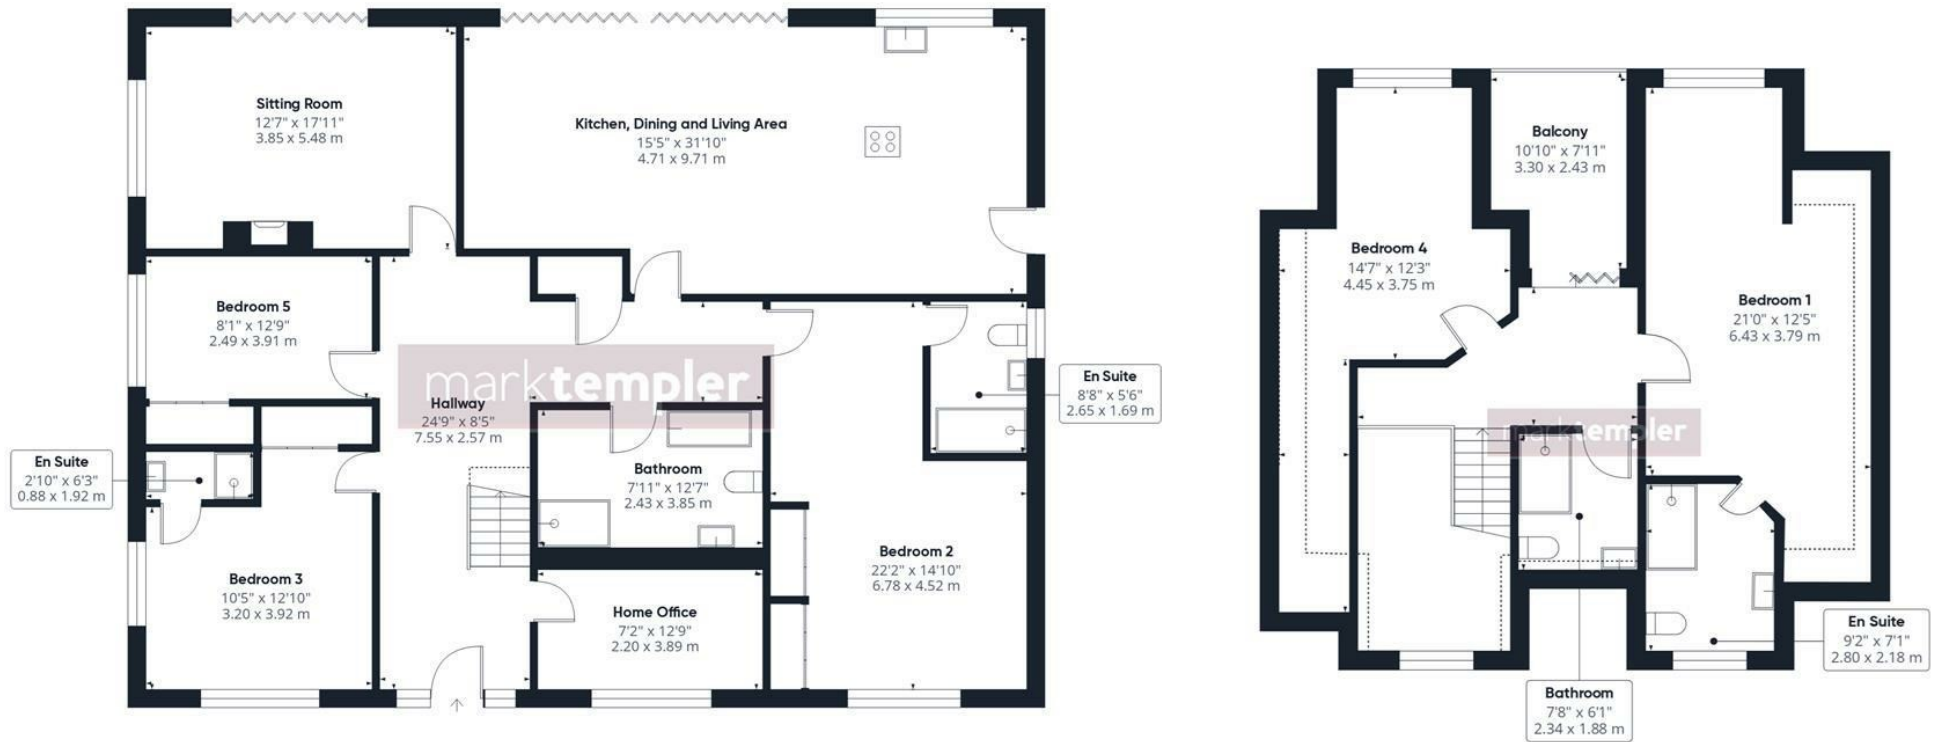 Sitting Room
12'7" x 17'11"
3.85 x 5.48 m
Kitchen, Dining and Living Area
15'5" x 31'10"
4.71 x 9.71 m
Bedroom 5
8'1" x 12'9"
2.49 x 3.91 m
marktempler
Hallway
24'9" x 8'5"
7.55 x 2.57 m
En Suite
8'8" x 5'6"
2.65 x 1.69 m
En Suite
2'10" x 6'3"
0.88 x 1.92 m
Bathroom
7'11" x 12'7"
2.43 x 3.85 m
Bedroom 3
10'5" x 12'10"
3.20 x 3.92 m
Home Office
7'2" x 12'9"
2.20 x 3.89 m
Bedroom 2
22'2" x 14'10"
6.78 x 4.52 m
Balcony
10'10" x 7'11"
3.30 x 2.43 m
Bedroom 4
14'7" x 12'3"
4.45 x 3.75 m
Bedroom 1
21'0" x 12'5"
6.43 x 3.79 m
marktempler
En Suite
9'2" x 7'1"
2.80 x 2.18 m
Bathroom
7'8" x 6'1"
2.34 x 1.88 m